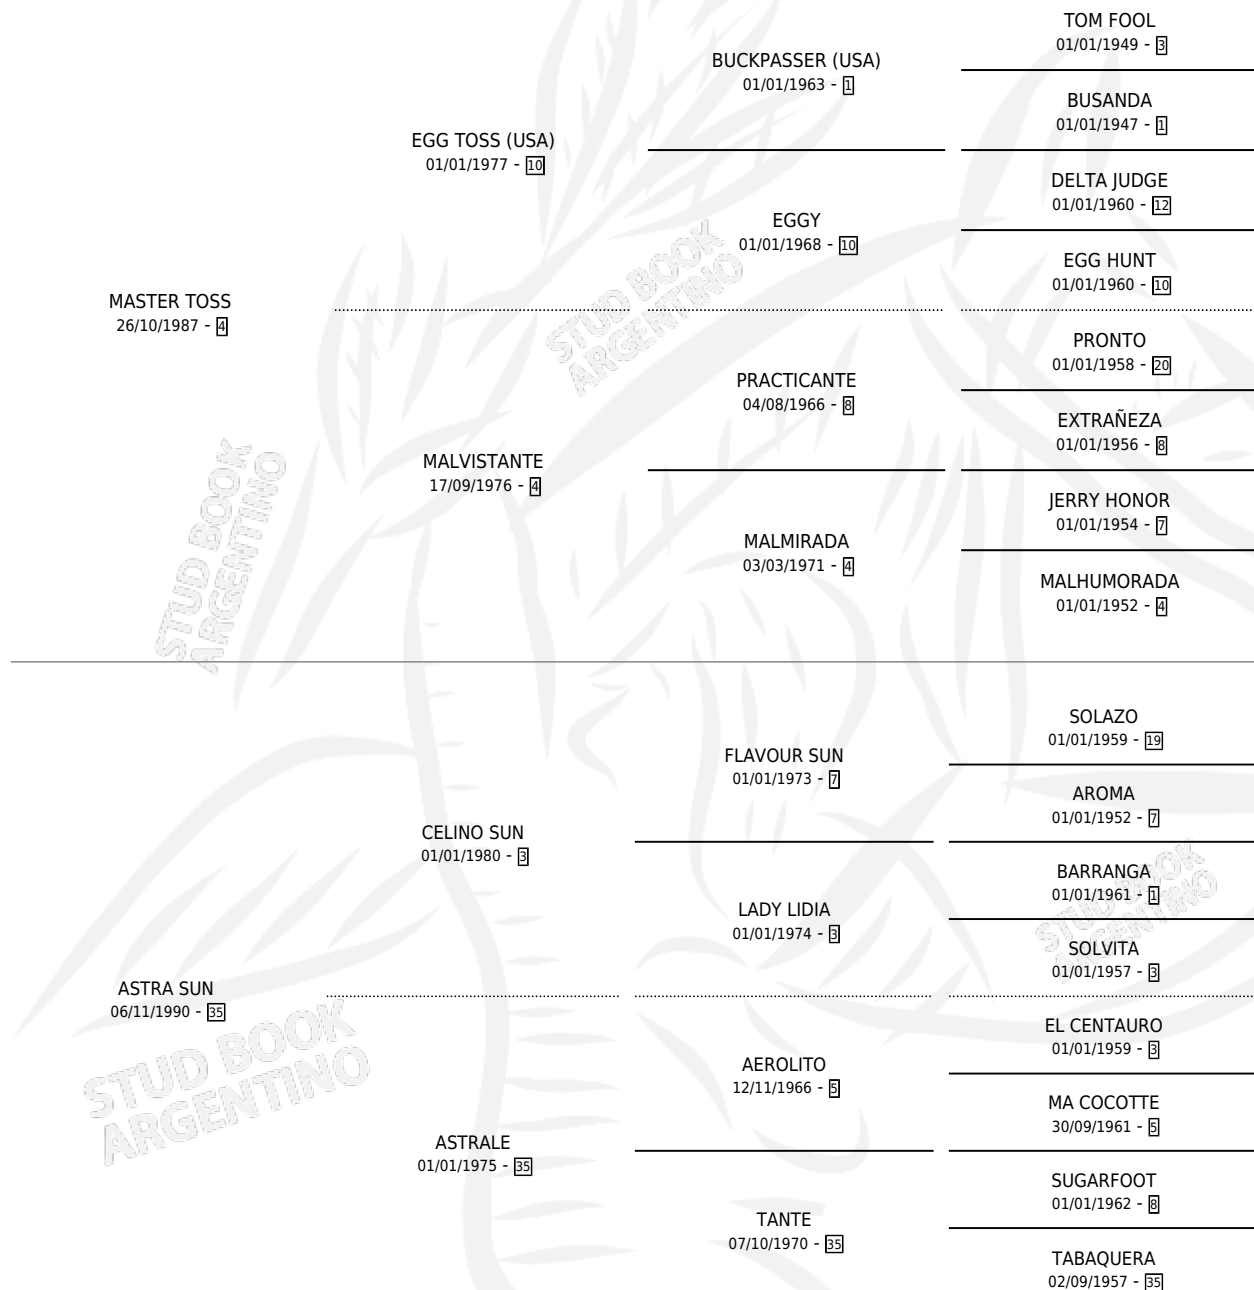 TOM FOOL
01/01/1949 - 3
BUCKPASSER (USA)
01/01/1963 - 1
BUSANDA
01/01/1947 - 1
EGG TOSS (USA)
01/01/1977 - 10
DELTA JUDGE
01/01/1960 - 12
EGGY
01/01/1968 - 10
EGG HUNT
01/01/1960 - 10
MASTER TOSS
26/10/1987 - 4
PRONTO
01/01/1958 - 20
PRACTICANTE
04/08/1966 - 8
EXTRAÑEZA
01/01/1956 - 8
MALVISTANTE
17/09/1976 - 4
JERRY HONOR
01/01/1954 - 7
MALMIRADA
03/03/1971 - 4
MALHUMORADA
01/01/1952 - 4
SOLAZO
01/01/1959 - 19
FLAVOUR SUN
01/01/1973 - 7
AROMA
01/01/1952 - 7
CELINO SUN
01/01/1980 - 3
BARRANGA
01/01/1961 - 1
LADY LIDIA
01/01/1974 - 3
SOLVITA
01/01/1957 - 3
ASTRA SUN
06/11/1990 - 35
EL CENTAURO
01/01/1959 - 3
AEROLITO
12/11/1966 - 5
MA COCOTTE
30/09/1961 - 5
ASTRALE
01/01/1975 - 35
SUGARFOOT
01/01/1962 - 8
TANTE
07/10/1970 - 35
TABAQUERA
02/09/1957 - 35
STUD BOOK
ARGENTINO
STUD BOOK
ARGENTINO
STUD BOOK
ARGENTINO
STUD BOOK
ARGENTINO